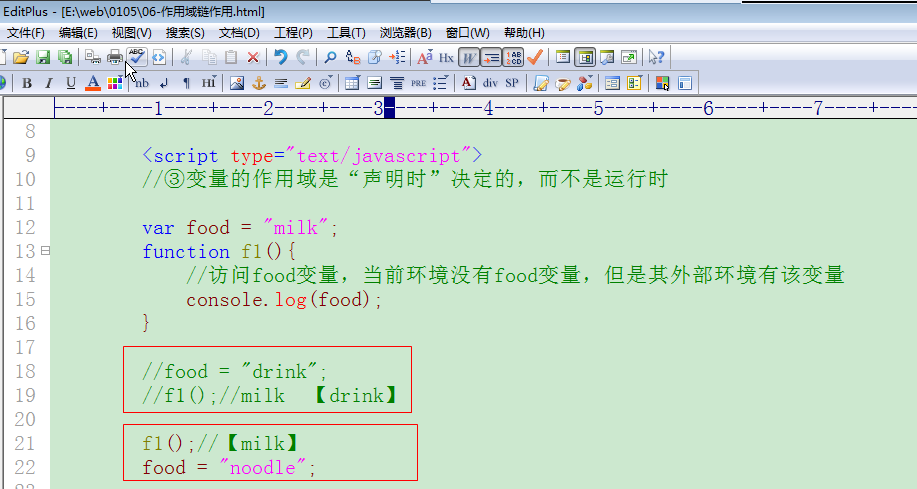 EditPlus - [E:\web\0105\06-作用域链作用.html]
文件(F) 编辑(E) 视图(V) 搜索(S) 文档(D) 工程(P) 工具(T) 浏览器(B) 窗口(W) 帮助(H)
ABC Hx W
B I U A nb ¶ Hi PRE A div SP
1 2 3 4 5 6 7
8
9 <script type="text/javascript">
10 //③变量的作用域是“声明时”决定的，而不是运行时
11
12 var food = "milk";
13 function f1(){
14 //访问food变量，当前环境没有food变量，但是其外部环境有该变量
15 console.log(food);
16 }
17
18 //food = "drink";
19 //f1();//milk 【drink】
20
21 f1();//【milk】
22 food = "noodle";